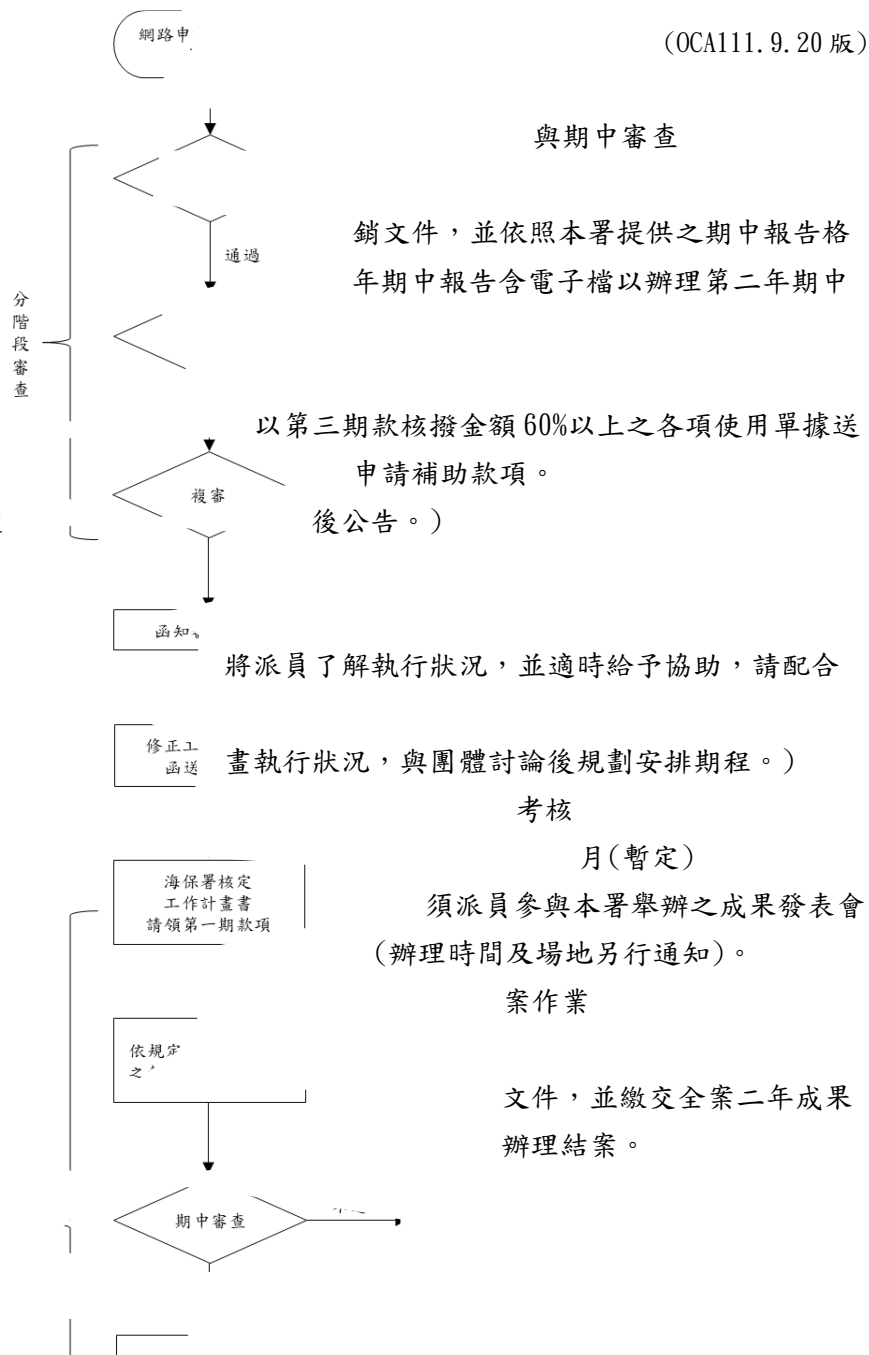 網路申
(OCA111.9.20 版)
與期中審查
銷文件，並依照本署提供之期中報告格
通過
年期中報告含電子檔以辦理第二年期中
分階段審查
以第三期款核撥金額 60%以上之各項使用單據送
申請補助款項。
複審
後公告。)
函知
將派員了解執行狀況，並適時給予協助，請配合
修正工
函送
畫執行狀況，與團體討論後規劃安排期程。)
考核
月(暫定)
海保署核定
工作計畫書
請領第一期款項
須派員參與本署舉辦之成果發表會
(辦理時間及場地另行通知)。
案作業
依規定
之
文件，並繳交全案二年成果
辦理結案。
期中審查